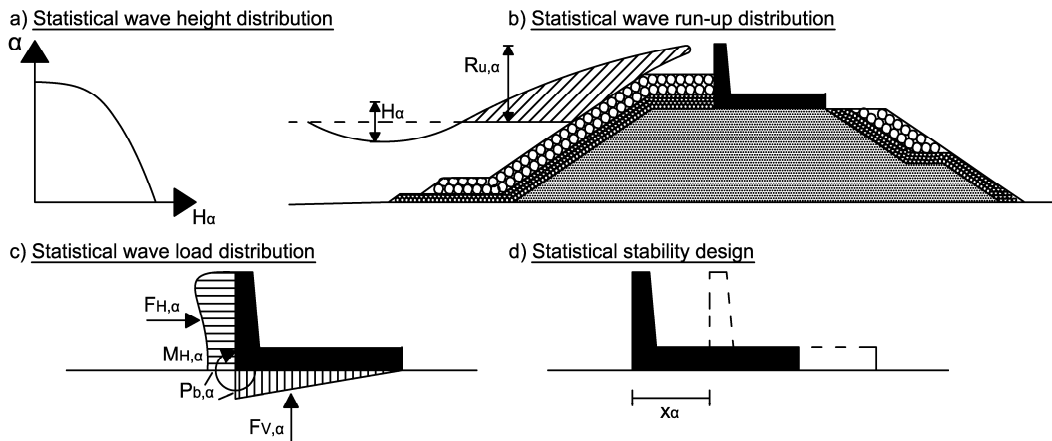 a) Statistical wave height distribution
α
Hα
b) Statistical wave run-up distribution
Ru,α
Hα
c) Statistical wave load distribution
FH,α
MH,α
Pb,α
FV,α
d) Statistical stability design
xα